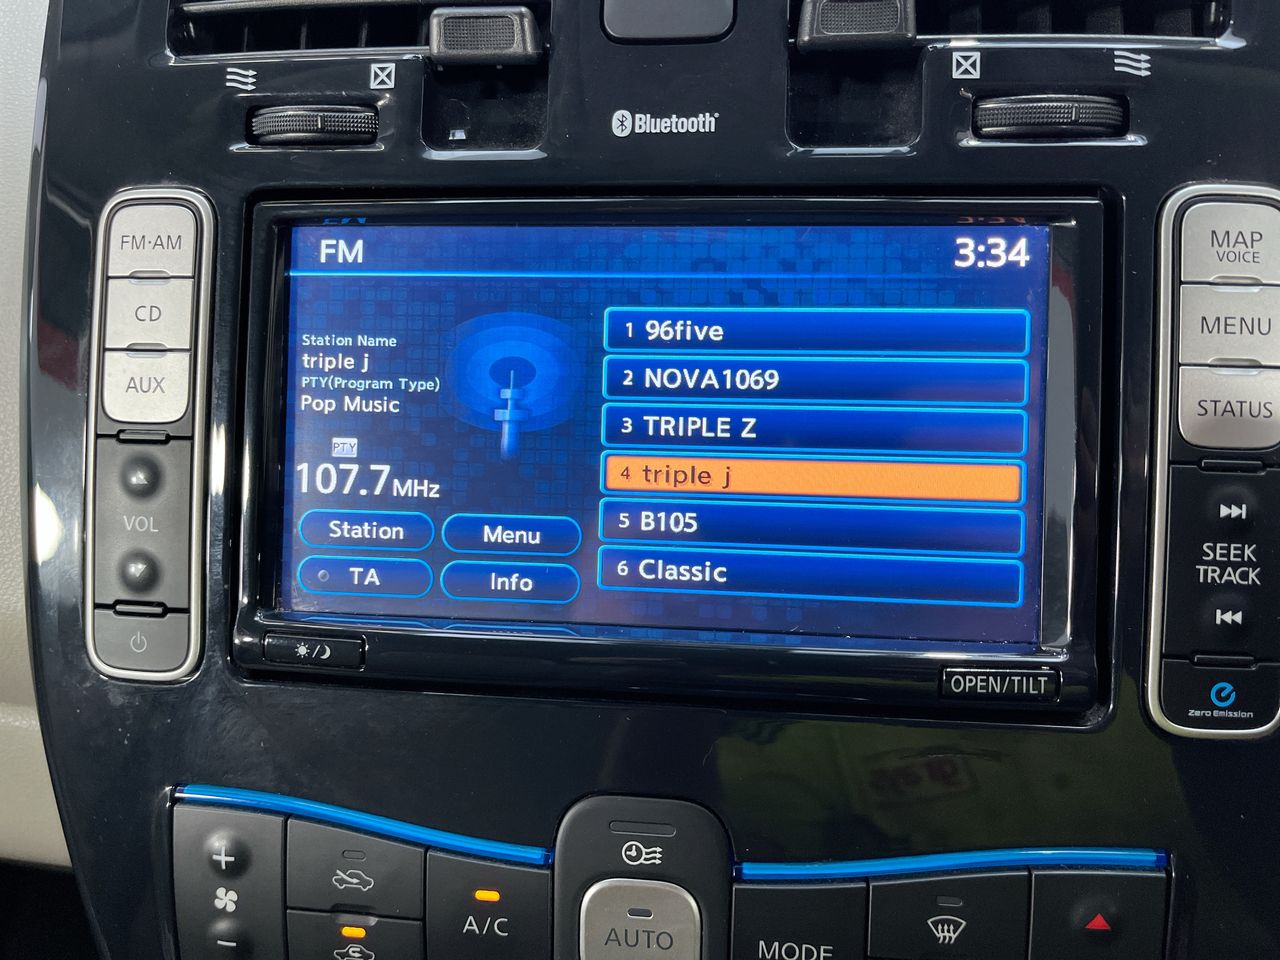 Bluetooth
FM·AM
CD
AUX
VOL
FM
3:34
Station Name
triple j
PTY(Program Type)
Pop Music
PTY
107.7MHz
Station
Menu
TA
Info
1 96five
2 NOVA1069
3 TRIPLE Z
4 triple j
5 B105
6 Classic
OPEN/TILT
MAP
VOICE
MENU
STATUS
SEEK
TRACK
Zero Emission
A/C
AUTO
MODE